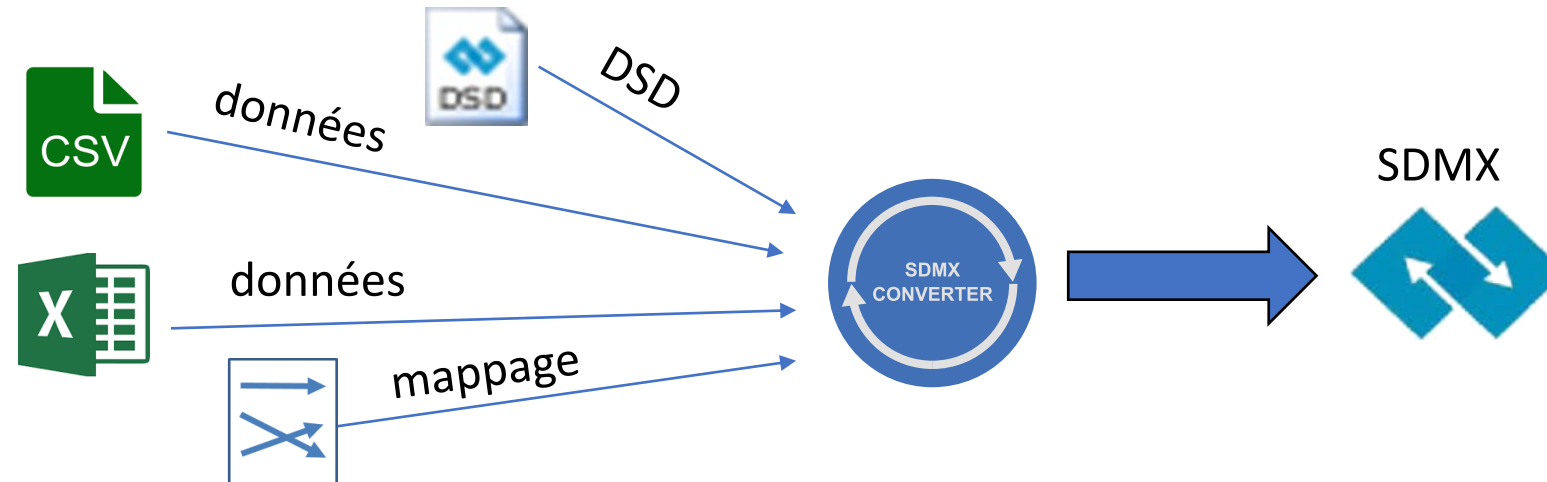 DSD
DSD
CSV
données
SDMX
X
données
SDMX
CONVERTER
mappage